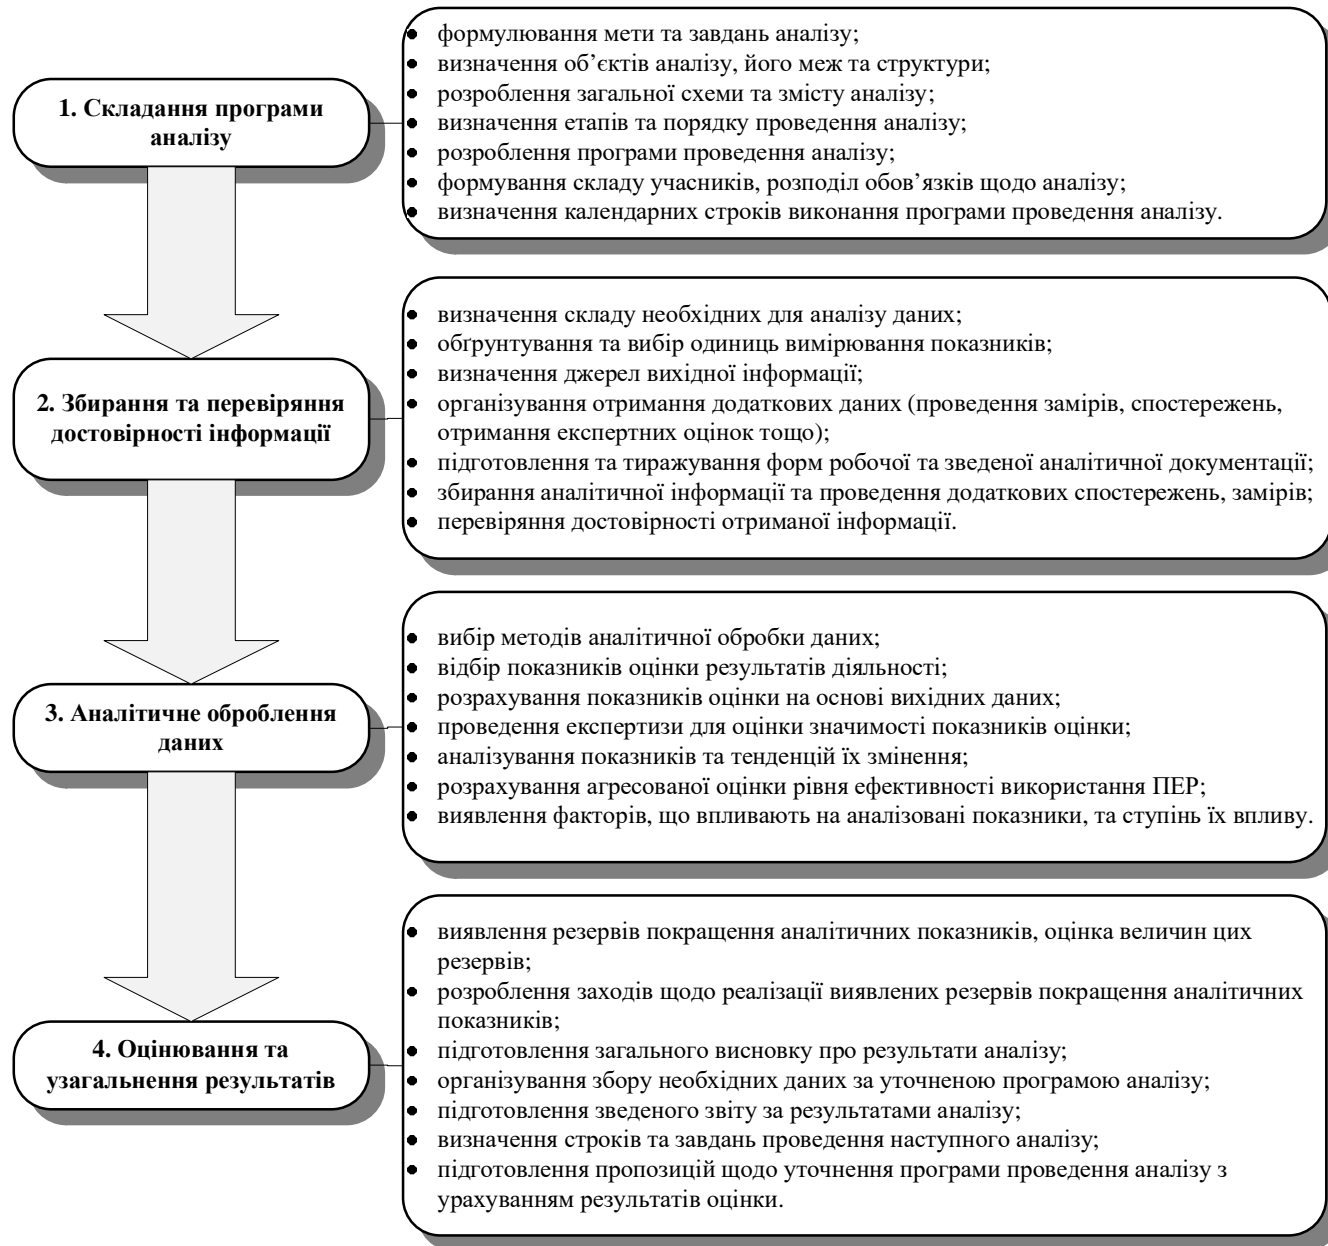 1. Складання програми
аналізу
• формулювання мети та завдань аналізу;
• визначення об’єктів аналізу, його меж та структури;
• розроблення загальної схеми та змісту аналізу;
• визначення етапів та порядку проведення аналізу;
• розроблення програми проведення аналізу;
• формування складу учасників, розподіл обов’язків щодо аналізу;
• визначення календарних строків виконання програми проведення аналізу.
2. Збирання та перевіряння
достовірності інформації
• визначення складу необхідних для аналізу даних;
• обґрунтування та вибір одиниць вимірювання показників;
• визначення джерел вихідної інформації;
• організування отримання додаткових даних (проведення замірів, спостережень,
отримання експертних оцінок тощо);
• підготовлення та тиражування форм робочої та зведеної аналітичної документації;
• збирання аналітичної інформації та проведення додаткових спостережень, замірів;
• перевіряння достовірності отриманої інформації.
3. Аналітичне оброблення
даних
• вибір методів аналітичної обробки даних;
• відбір показників оцінки результатів діяльності;
• розрахування показників оцінки на основі вихідних даних;
• проведення експертизи для оцінки значимості показників оцінки;
• аналізування показників та тенденцій їх змінення;
• розрахування агресованої оцінки рівня ефективності використання ПЕР;
• виявлення факторів, що впливають на аналізовані показники, та ступінь їх впливу.
4. Оцінювання та
узагальнення результатів
• виявлення резервів покращення аналітичних показників, оцінка величин цих
резервів;
• розроблення заходів щодо реалізації виявлених резервів покращення аналітичних
показників;
• підготовлення загального висновку про результати аналізу;
• організування збору необхідних даних за уточненою програмою аналізу;
• підготовлення зведеного звіту за результатами аналізу;
• визначення строків та завдань проведення наступного аналізу;
• підготовлення пропозицій щодо уточнення програми проведення аналізу з
урахуванням результатів оцінки.